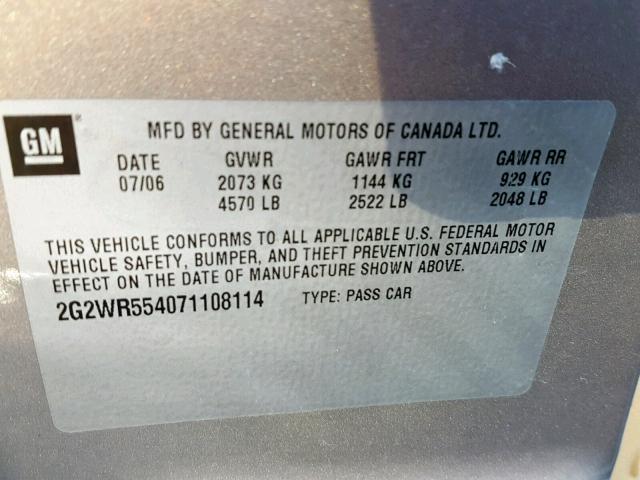 GM
MFD BY GENERAL MOTORS OF CANADA LTD.
DATE GVWR GAWR FRT GAWR RR
07/06 2073 KG 1144 KG 929 KG
4570 LB 2522 LB 2048 LB
THIS VEHICLE CONFORMS TO ALL APPLICABLE U.S. FEDERAL MOTOR
VEHICLE SAFETY, BUMPER, AND THEFT PREVENTION STANDARDS IN
EFFECT ON THE DATE OF MANUFACTURE SHOWN ABOVE.
2G2WR554071108114 TYPE: PASS CAR